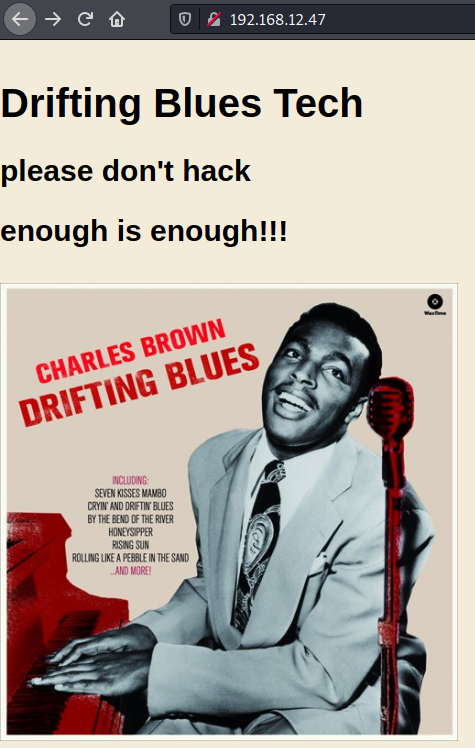 192.168.12.47
Drifting Blues Tech
please don't hack
enough is enough!!!
WaxTime
CHARLES BROWN
DRIFTING BLUES
INCLUDING:
SEVEN KISSES MAMBO
CRYIN' AND DRIFTIN' BLUES
BY THE BEND OF THE RIVER
HONEYSIPPER
RISING SUN
ROLLING LIKE A PEBBLE IN THE SAND
...AND MORE!